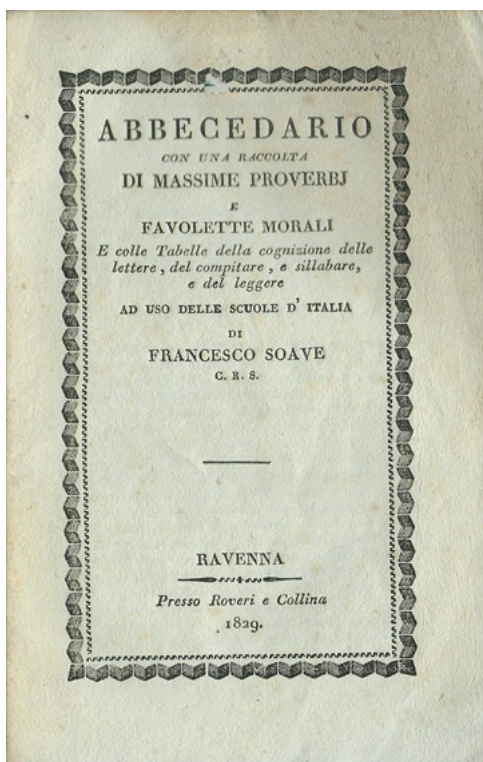 ABBECEDARIO
CON UNA RACCOLTA
DI MASSIME PROVERBJ
E
FAVOLETTE MORALI
E colle Tabelle della cognizione delle
lettere, del compitare, e sillabare,
e del leggere
AD USO DELLE SCUOLE D' ITALIA
DI
FRANCESCO SOAVE
C. R. S.
RAVENNA
Presso Roveri e Collina
1829.